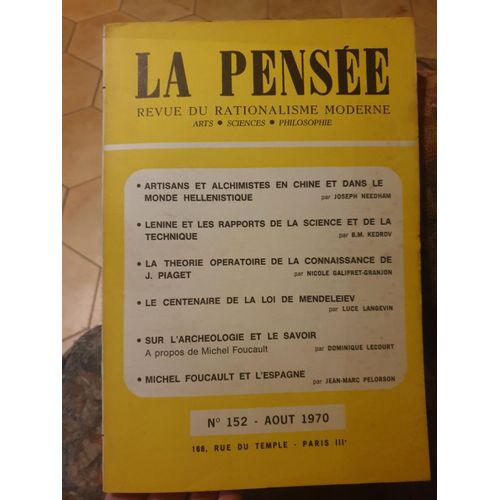 LA PENSÉE
REVUE DU RATIONALISME MODERNE
ARTS • SCIENCES • PHILOSOPHIE
• ARTISANS ET ALCHIMISTES EN CHINE ET DANS LE
MONDE HELLENISTIQUE par JOSEPH NEEDHAM
• LENINE ET LES RAPPORTS DE LA SCIENCE ET DE LA
TECHNIQUE par B.M. KEDROV
• LA THEORIE OPERATOIRE DE LA CONNAISSANCE DE
J. PIAGET par NICOLE GALIFRET-GRANJON
• LE CENTENAIRE DE LA LOI DE MENDELEIEV
par LUCE LANGEVIN
• SUR L'ARCHEOLOGIE ET LE SAVOIR
A propos de Michel Foucault par DOMINIQUE LECOURT
• MICHEL FOUCAULT ET L'ESPAGNE par JEAN-MARC PELORSON
N° 152 - AOUT 1970
168, RUE DU TEMPLE - PARIS IIIe